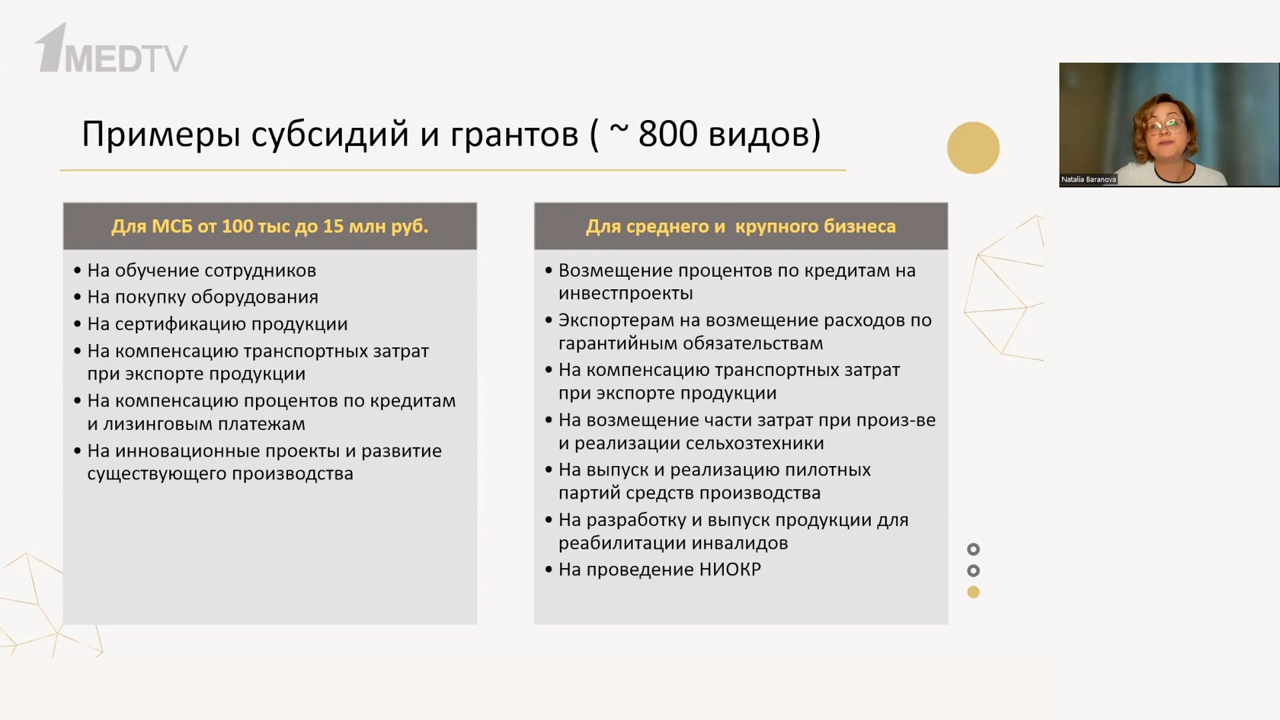 1MEDTV
Примеры субсидий и грантов ( ~ 800 видов)
Natalia Baranova
Для МСБ от 100 тыс до 15 млн руб.
• На обучение сотрудников
• На покупку оборудования
• На сертификацию продукции
• На компенсацию транспортных затрат
при экспорте продукции
• На компенсацию процентов по кредитам
и лизинговым платежам
• На инновационные проекты и развитие
существующего производства
Для среднего и крупного бизнеса
• Возмещение процентов по кредитам на
инвестпроекты
• Экспортерам на возмещение расходов по
гарантийным обязательствам
• На компенсацию транспортных затрат
при экспорте продукции
• На возмещение части затрат при произ-ве
и реализации сельхозтехники
• На выпуск и реализацию пилотных
партий средств производства
• На разработку и выпуск продукции для
реабилитации инвалидов
• На проведение НИОКР